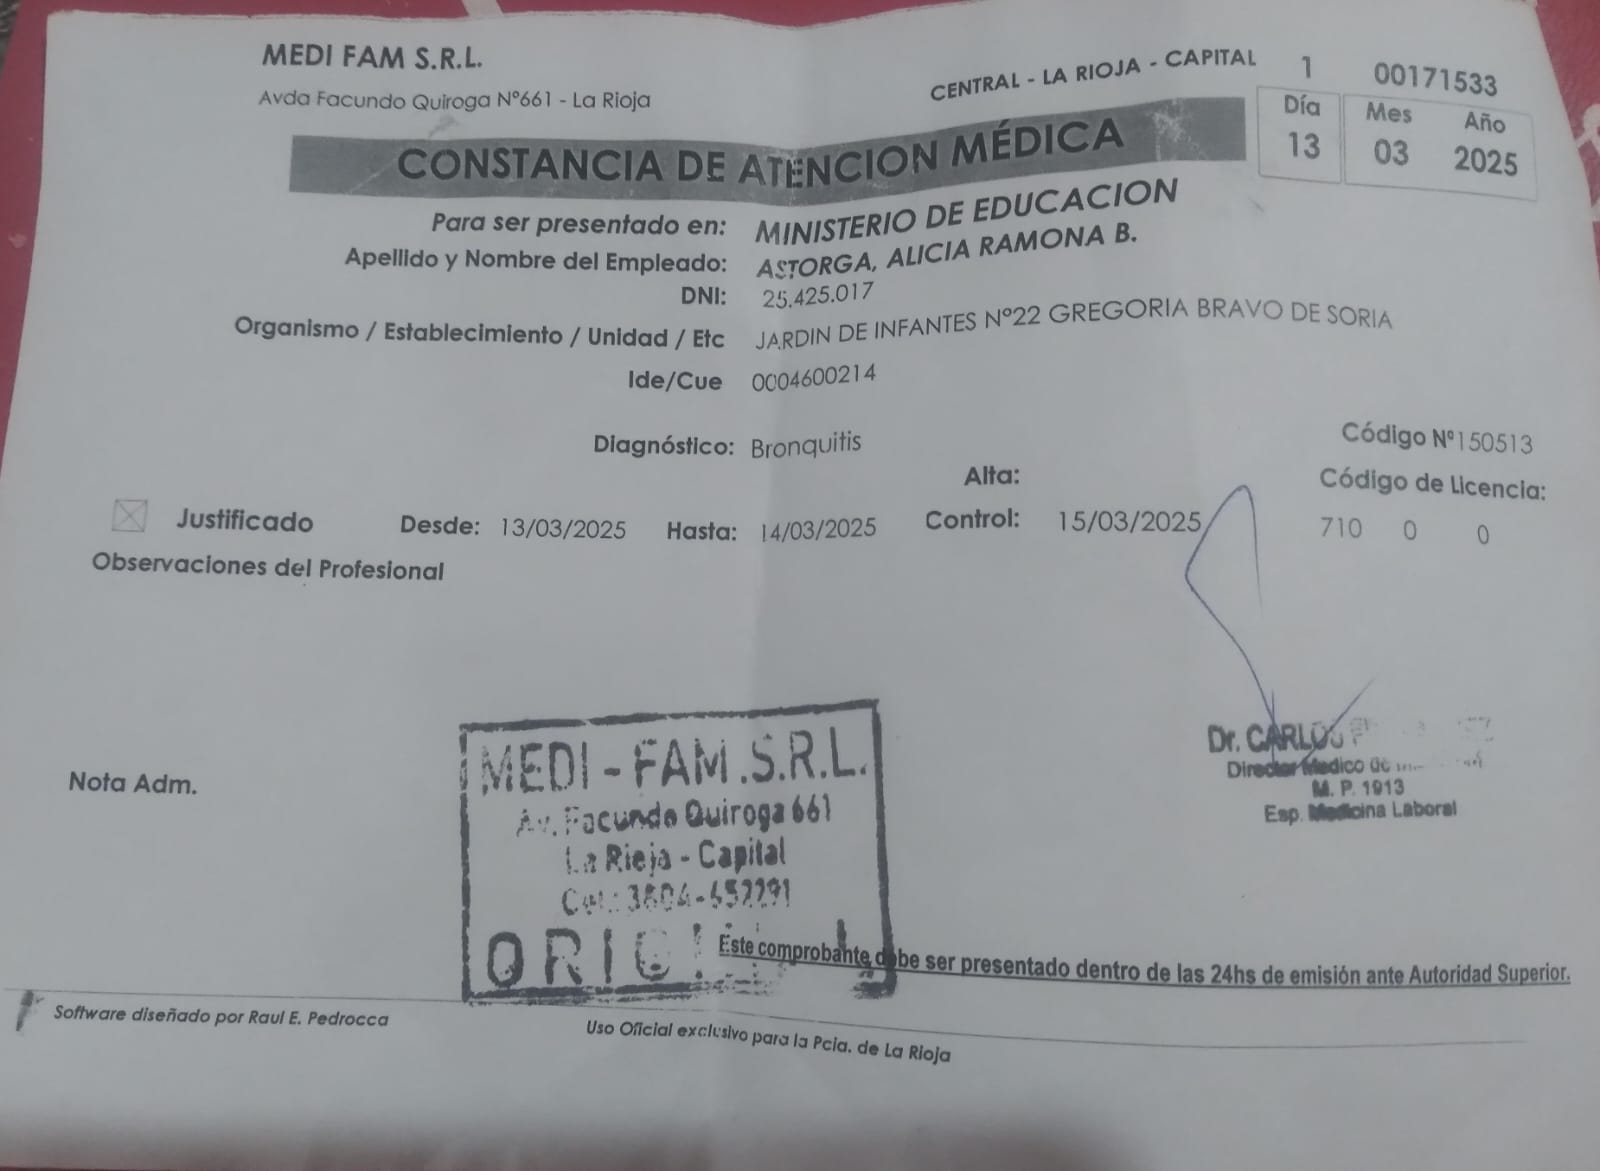 MEDI FAM S.R.L.
Avda Facundo Quiroga Nº661 - La Rioja
CENTRAL - LA RIOJA - CAPITAL
1 00171533
Día Mes Año
13 03 2025
CONSTANCIA DE ATENCION MÉDICA
Para ser presentado en: MINISTERIO DE EDUCACION
Apellido y Nombre del Empleado: ASTORGA, ALICIA RAMONA B.
DNI: 25.425.017
Organismo / Establecimiento / Unidad / Etc JARDIN DE INFANTES Nº22 GREGORIA BRAVO DE SORIA
Ide/Cue 0004600214
Diagnóstico: Bronquitis
Código Nº150513
Alta:
Código de Licencia:
Justificado Desde: 13/03/2025 Hasta: 14/03/2025 Control: 15/03/2025
710 0 0
Observaciones del Profesional
Dr. CARLOS
Director Medico de
M. P. 1913
Esp. Medicina Laboral
Nota Adm.
MEDI - FAM.S.R.L.
Av. Facundo Quiroga 661
La Rioja - Capital
Este comprobante debe ser presentado dentro de las 24hs de emisión ante Autoridad Superior.
Software diseñado por Raul E. Pedrocca
Uso Oficial exclusivo para la Pcia. de La Rioja